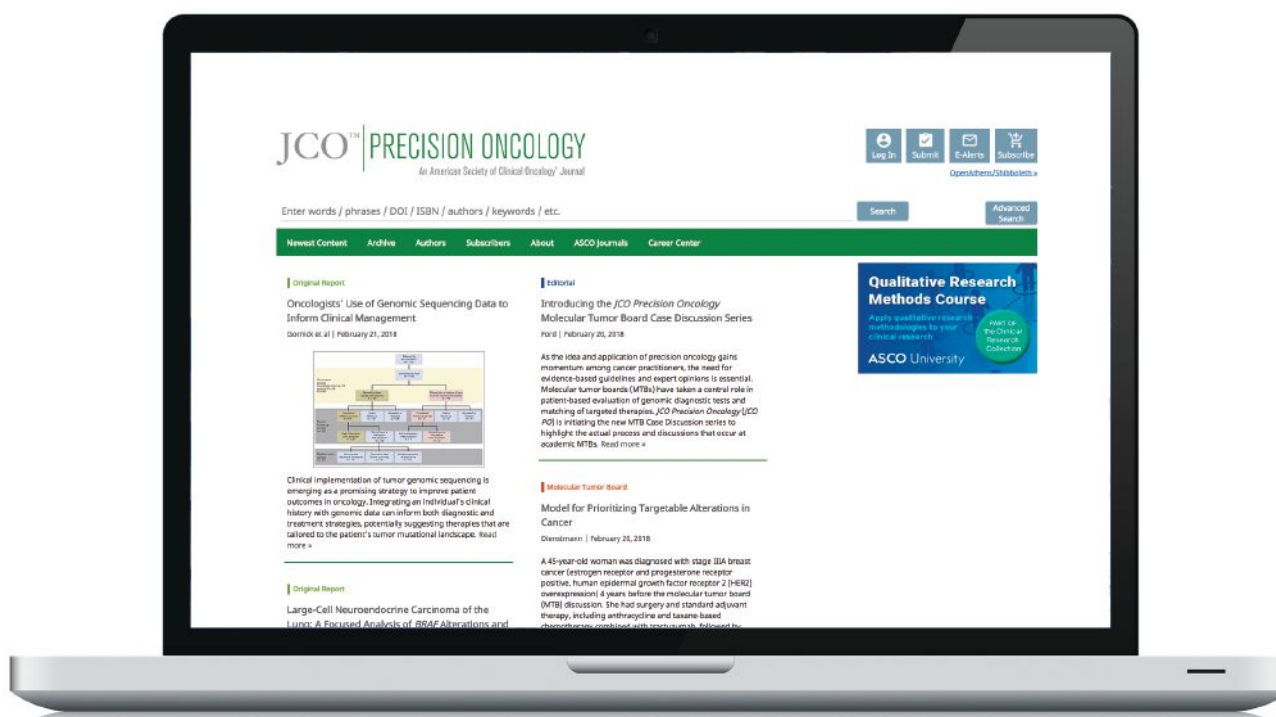 JCO™ PRECISION ONCOLOGY
An American Society of Clinical Oncology® Journal
Log In Submit E-Alerts Subscribe
OpenAthens/Shibboleth »
Enter words / phrases / DOI / ISBN / authors / keywords / etc.
Search
Advanced
Search
Newest Content Archive Authors Subscribers About ASCO Journals Career Center
Original Report
Oncologists' Use of Genomic Sequencing Data to
Inform Clinical Management
et al | February 21, 2018
Clinical implementation of tumor genomic sequencing is
emerging as a promising strategy to improve patient
outcomes in oncology. Integrating an individual's clinical
history with genomic data can inform both diagnostic and
treatment strategies, potentially suggesting therapies that are
tailored to the patient's tumor mutational landscape. Read
more »
Original Report
Large-Cell Neuroendocrine Carcinoma of the
Lung: A Focused Analysis of BRAF Alterations and
Editorial
Introducing the JCO Precision Oncology
Molecular Tumor Board Case Discussion Series
Ford | February 20, 2018
As the idea and application of precision oncology gains
momentum among cancer practitioners, the need for
evidence-based guidelines and expert opinions is essential.
Molecular tumor boards (MTBs) have taken a central role in
patient-based evaluation of genomic diagnostic tests and
matching of targeted therapies. JCO Precision Oncology [JCO
PO] is initiating the new MTB Case Discussion series to
highlight the actual process and discussions that occur at
academic MTBs. Read more »
Molecular Tumor Board
Model for Prioritizing Targetable Alterations in
Cancer
Dienstmann | February 20, 2018
A 45-year-old woman was diagnosed with stage IIIA breast
cancer (estrogen receptor and progesterone receptor
positive, human epidermal growth factor receptor 2 [HER2]
overexpression) 4 years before the molecular tumor board
(MTB) discussion. She had surgery and standard adjuvant
therapy, including anthracycline and taxane-based
chemotherapy combined with trastuzumab, followed by
Qualitative Research
Methods Course
Apply qualitative research
methodologies to your
clinical research
PART OF
the Clinical
Research
Collection
ASCO University